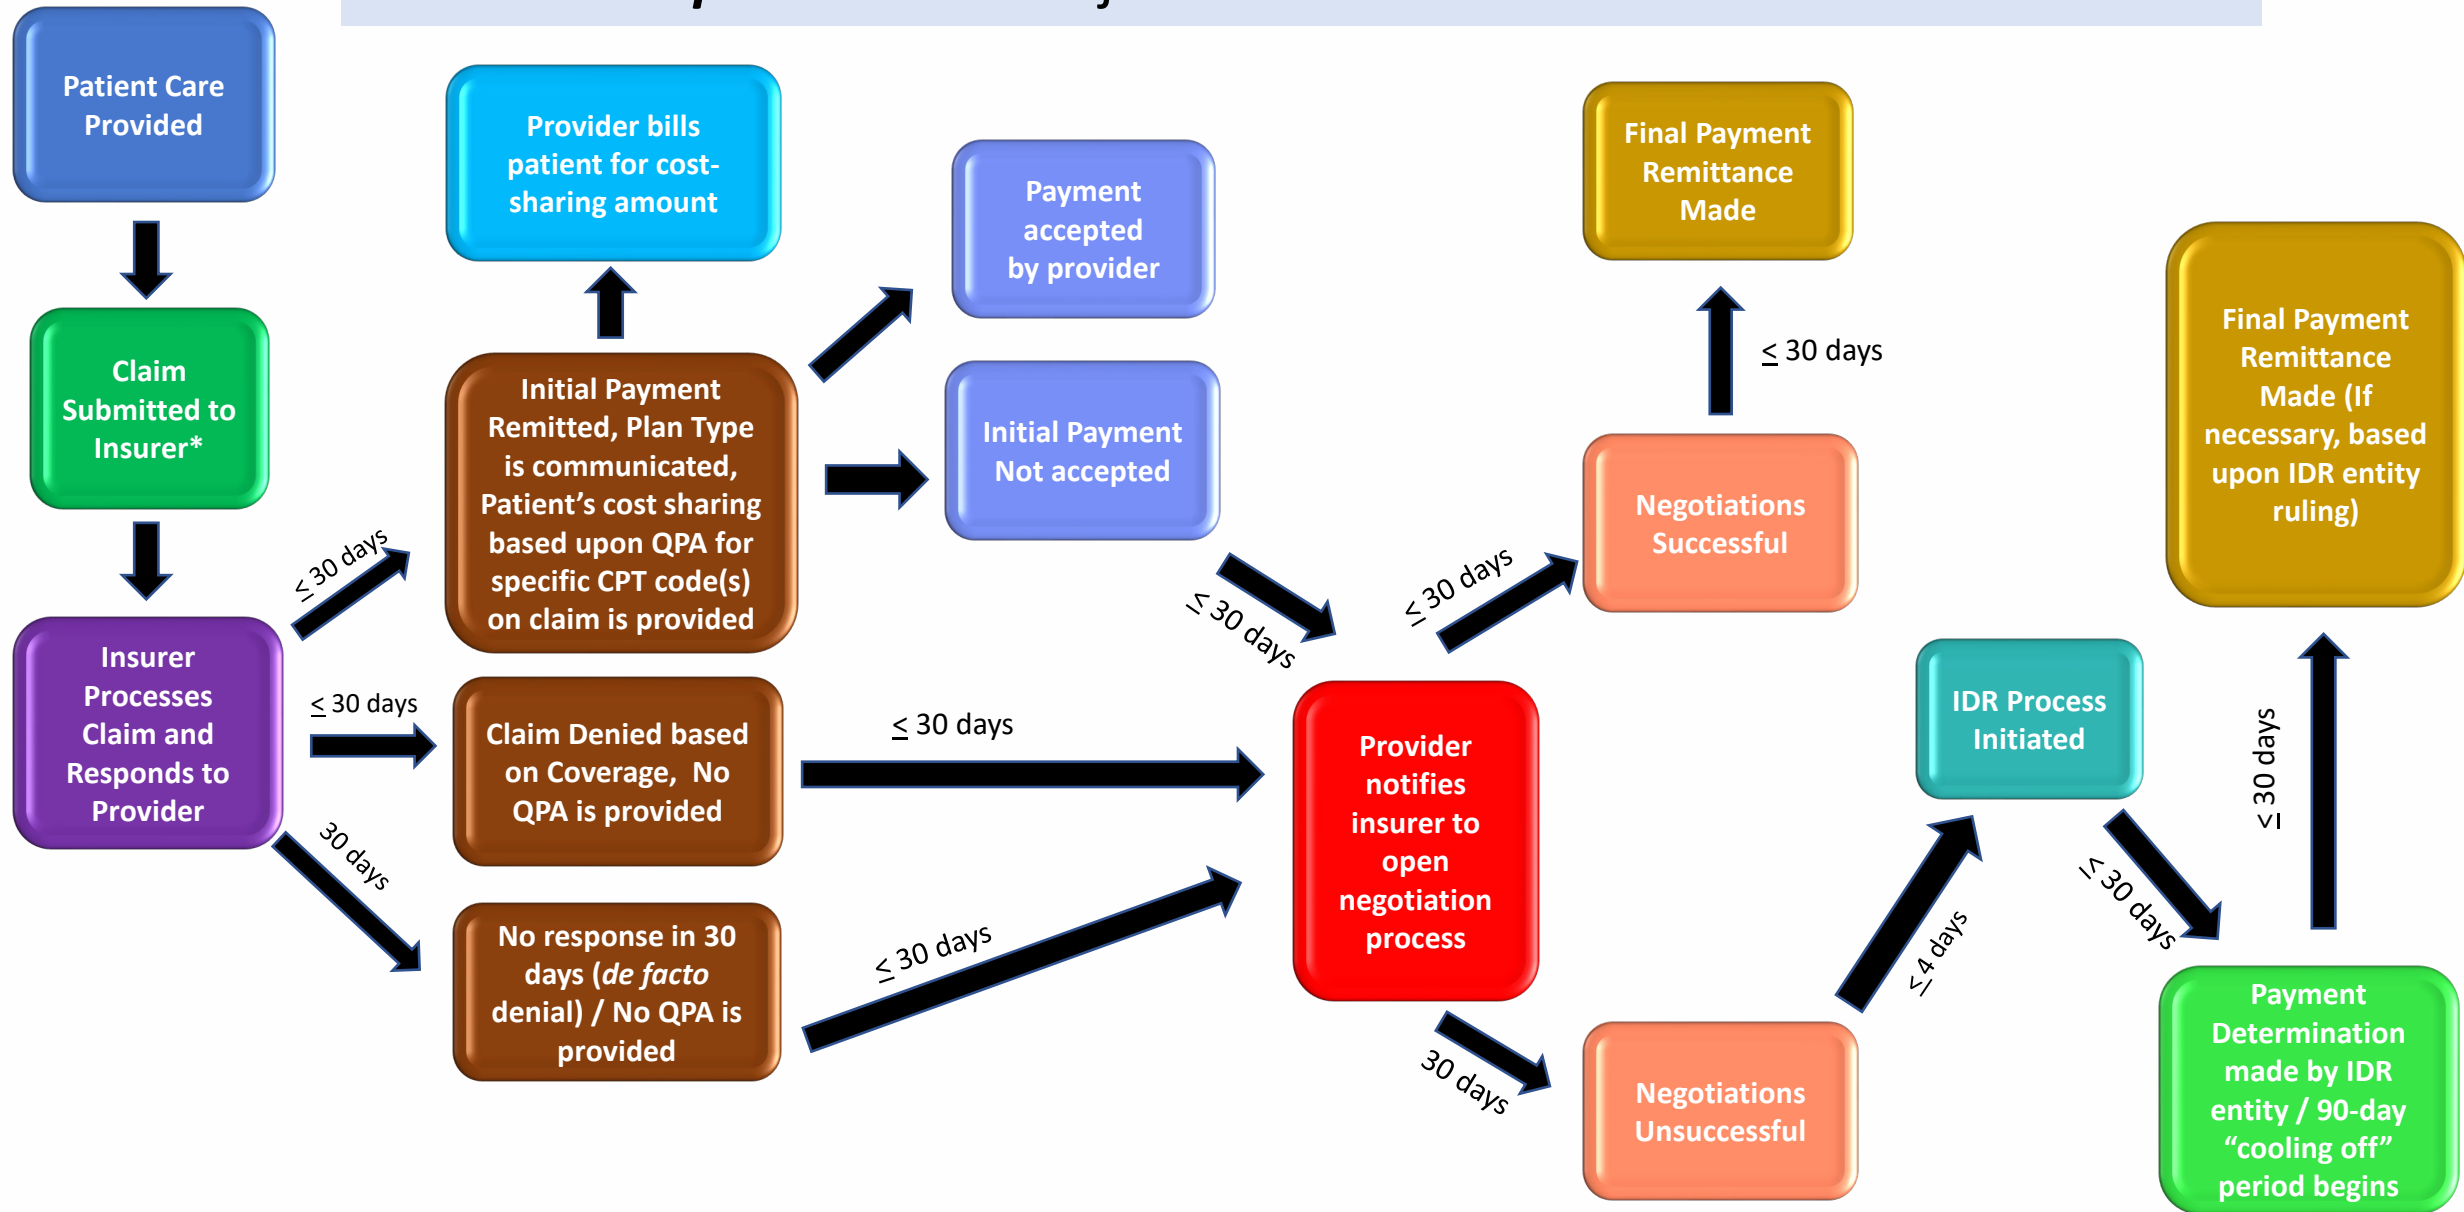 Patient Care
Provided
Claim
Submitted to
Insurer*
Insurer
Processes
Claim and
Responds to
Provider
≤ 30 days
≤ 30 days
30 days
Provider bills
patient for cost-
sharing amount
Initial Payment
Remitted, Plan Type
is communicated,
Patient’s cost sharing
based upon QPA for
specific CPT code(s)
on claim is provided
Claim Denied based
on Coverage, No
QPA is provided
No response in 30
days (de facto
denial) / No QPA is
provided
Payment
accepted
by provider
Initial Payment
Not accepted
≤ 30 days
≤ 30 days
≤ 30 days
Provider
notifies
insurer to
open
negotiation
process
≤ 30 days
30 days
Final Payment
Remittance
Made
≤ 30 days
Negotiations
Successful
Negotiations
Unsuccessful
≤ 4 days
IDR Process
Initiated
≤ 30 days
Payment
Determination
made by IDR
entity / 90-day
“cooling off”
period begins
≤ 30 days
Final Payment
Remittance
Made (If
necessary, based
upon IDR entity
ruling)